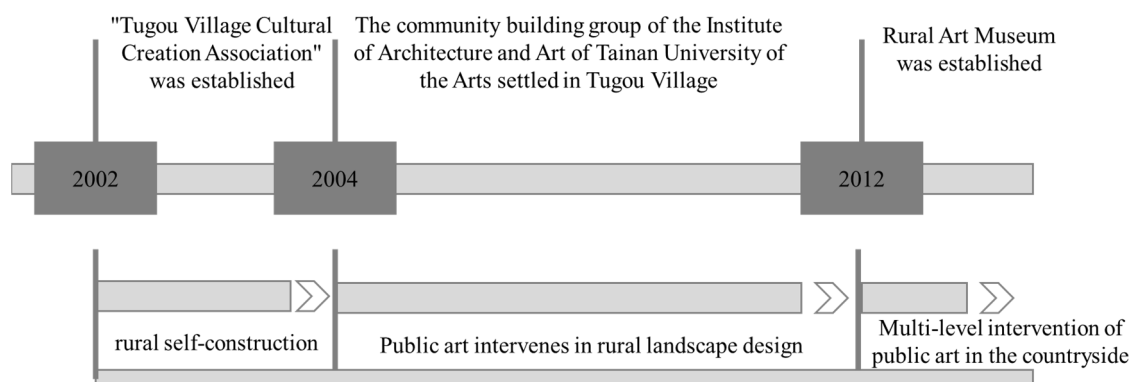 "Tugou Village Cultural
Creation Association"
was established
The community building group of the Institute
of Architecture and Art of Tainan University of
the Arts settled in Tugou Village
Rural Art Museum
was established
2002
2004
2012
rural self-construction
Public art intervenes in rural landscape design
Multi-level intervention of
public art in the countryside